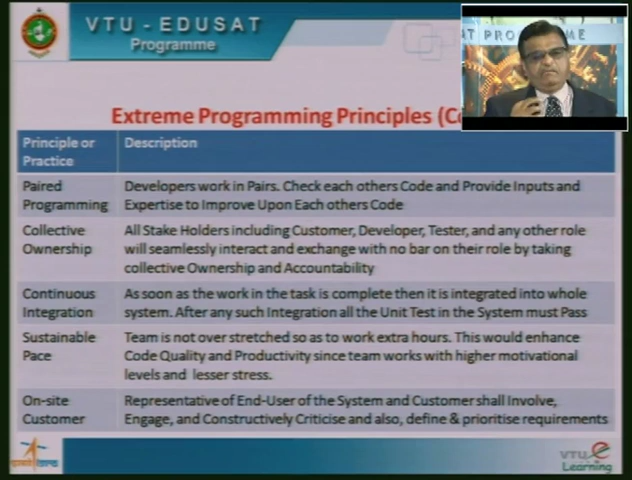 VTU - EDUSAT
Programme
AT PROGRAMME
Extreme Programming Principles (Co
Principle or
Practice
Description
Paired
Programming
Developers work in Pairs. Check each others Code and Provide Inputs and
Expertise to Improve Upon Each others Code
Collective
Ownership
All Stake Holders including Customer, Developer, Tester, and any other role
will seamlessly interact and exchange with no bar on their role by taking
collective Ownership and Accountability
Continuous
Integration
As soon as the work in the task is complete then it is integrated into whole
system. After any such Integration all the Unit Test in the System must Pass
Sustainable
Pace
Team is not over stretched so as to work extra hours. This would enhance
Code Quality and Productivity since team works with higher motivational
levels and lesser stress.
On-site
Customer
Representative of End-User of the System and Customer shall Involve,
Engage, and Constructively Criticise and also, define & prioritise requirements
VTU e
Learning